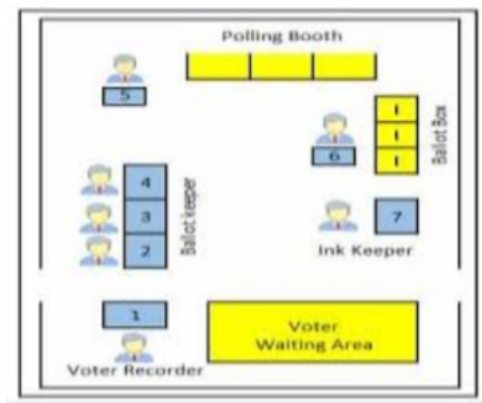 Polling Booth
5
I
I
I
Ballot Box
6
4
3
2
Ballot keeper
7
Ink Keeper
1
Voter Recorder
Voter
Waiting Area